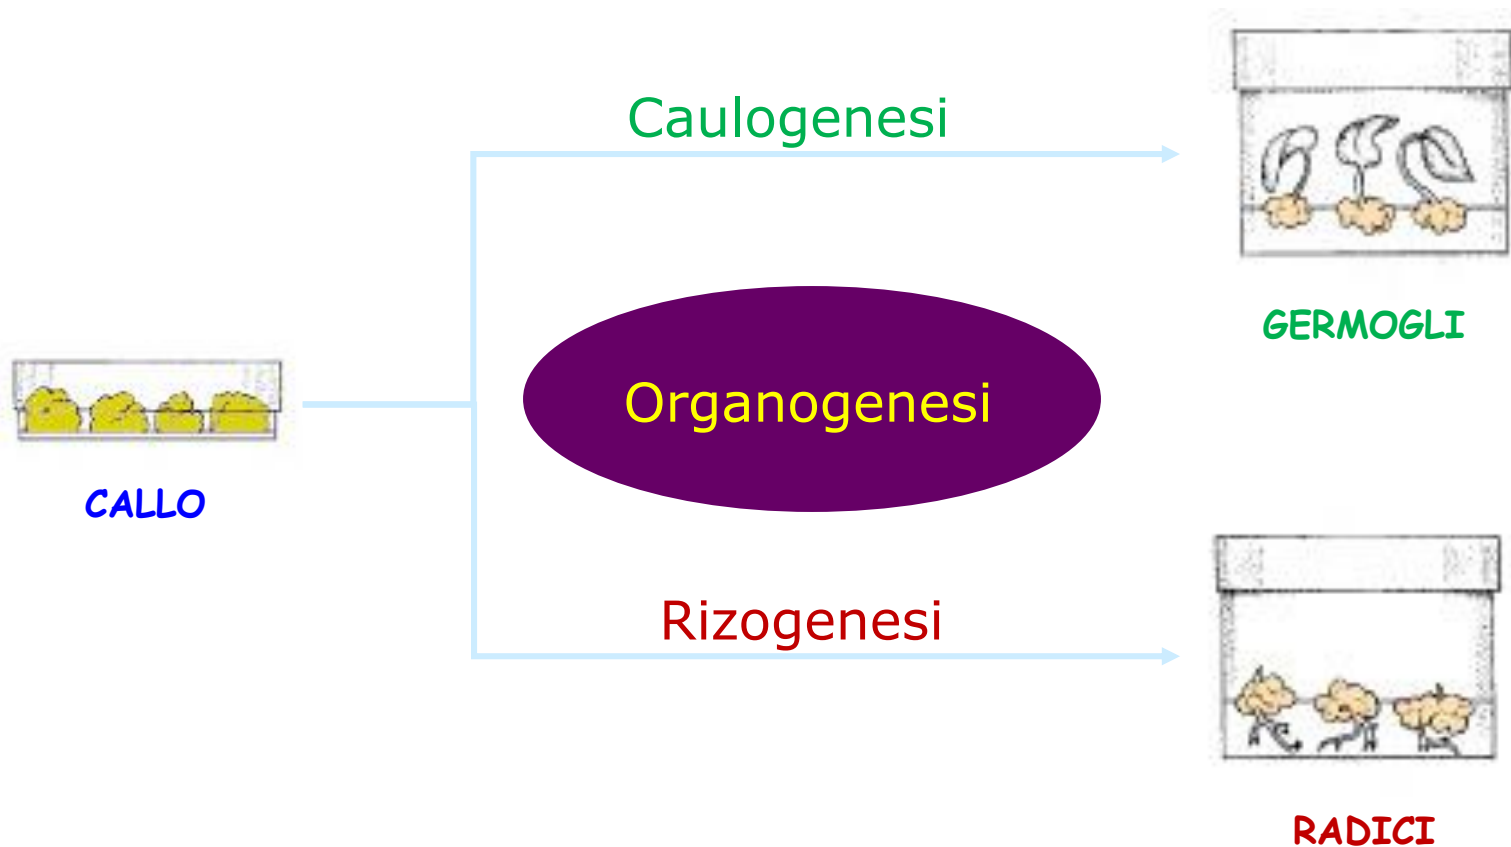 Caulogenesi
GERMOGLI
Organogenesi
CALLO
Rizogenesi
RADICI